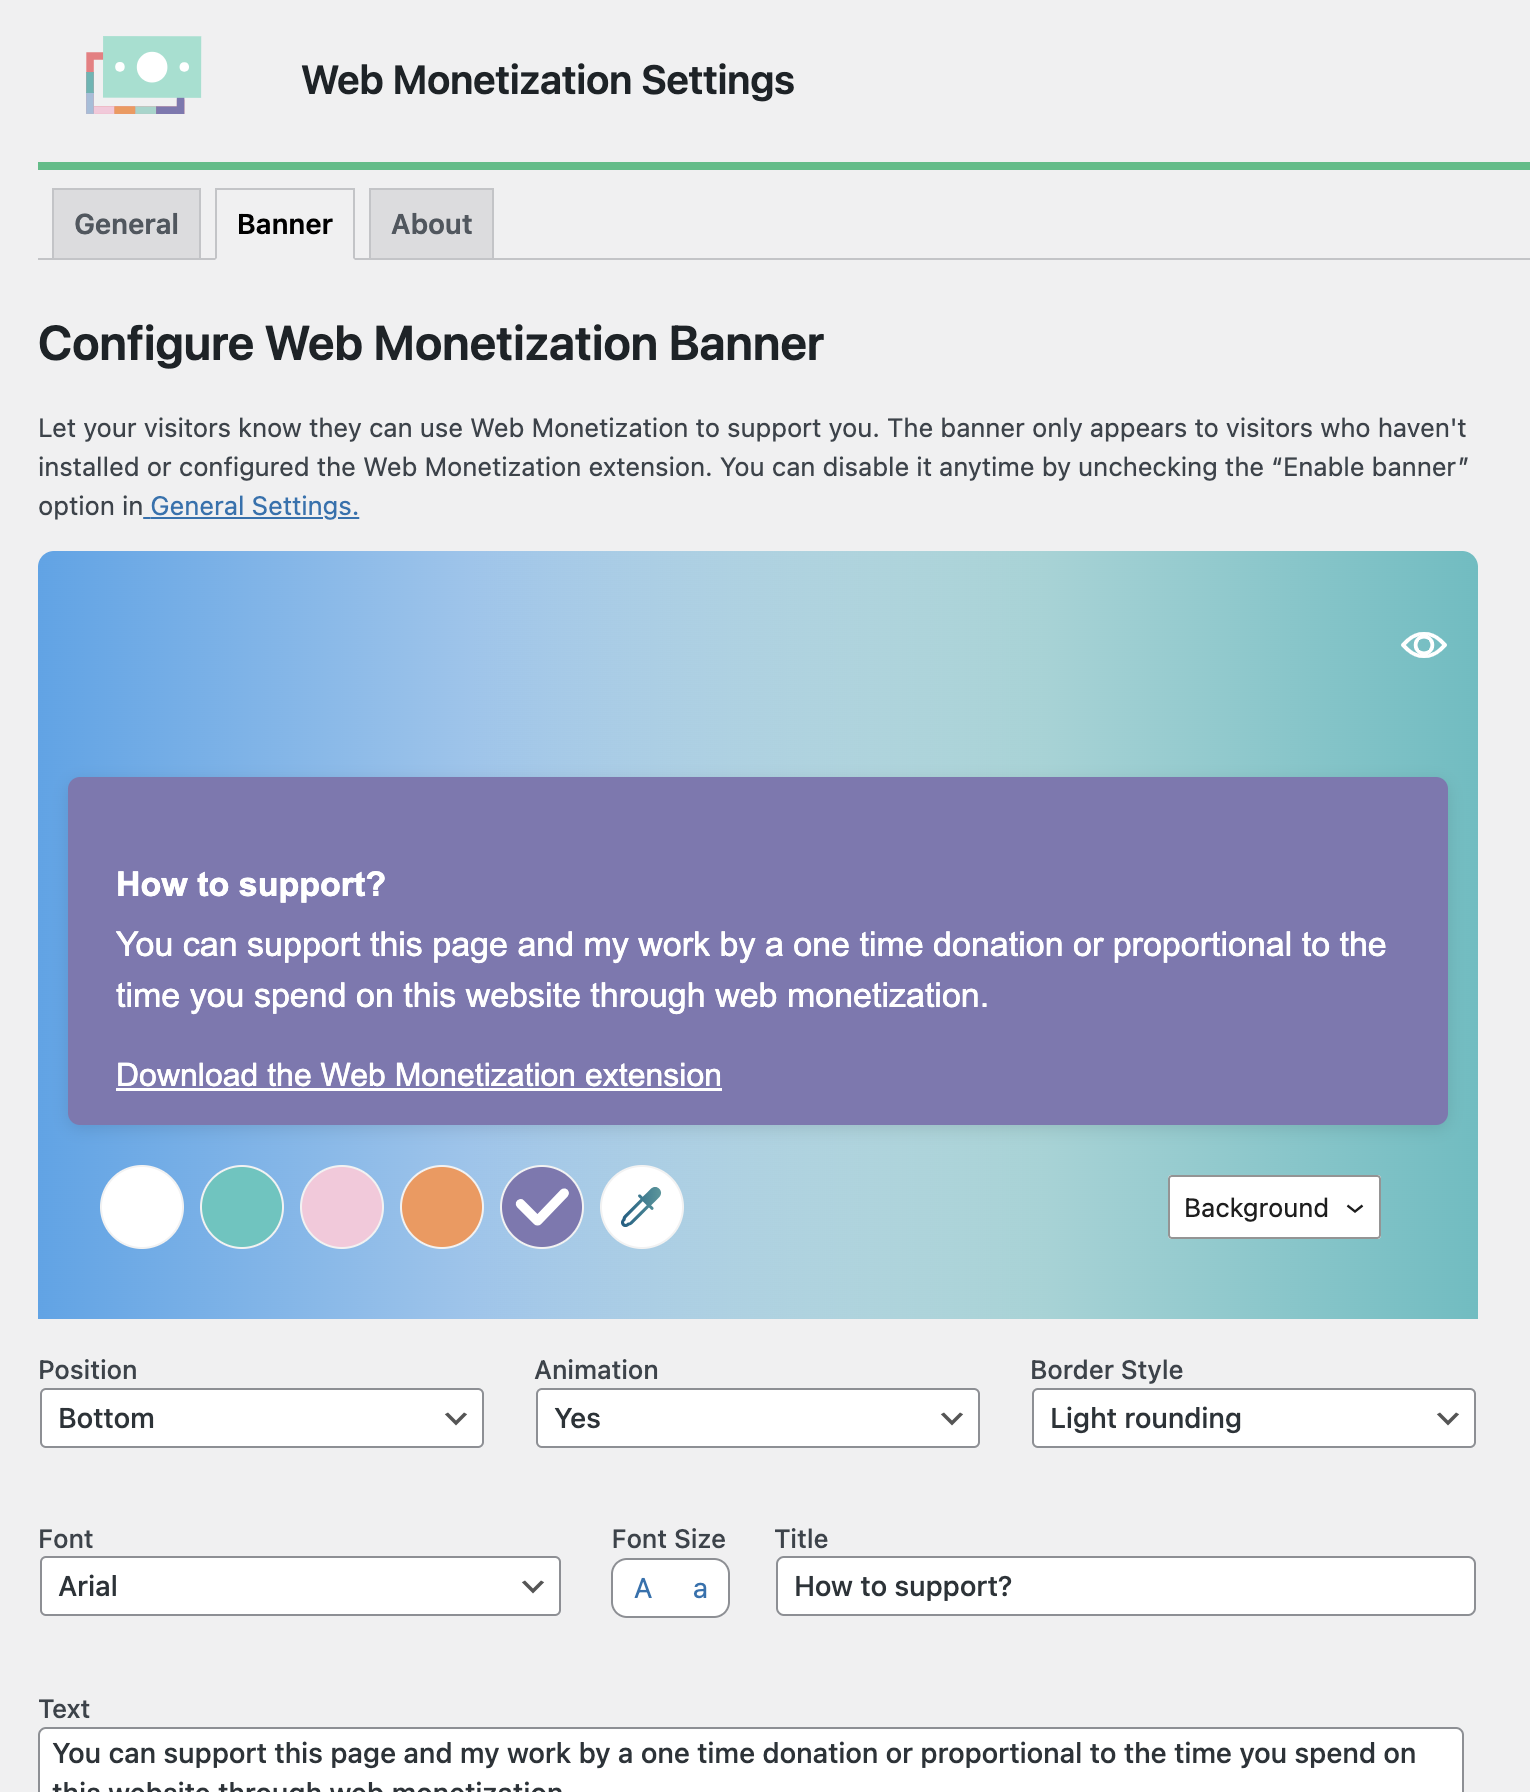 Web Monetization Settings
General
Banner
About
Configure Web Monetization Banner
Let your visitors know they can use Web Monetization to support you. The banner only appears to visitors who haven't
installed or configured the Web Monetization extension. You can disable it anytime by unchecking the “Enable banner”
option in General Settings.
How to support?
You can support this page and my work by a one time donation or proportional to the
time you spend on this website through web monetization.
Download the Web Monetization extension
Background
Position
Animation
Border Style
Bottom
Yes
Light rounding
Font
Font Size
Title
Arial
A a
How to support?
Text
You can support this page and my work by a one time donation or proportional to the time you spend on
this website through web monetization.